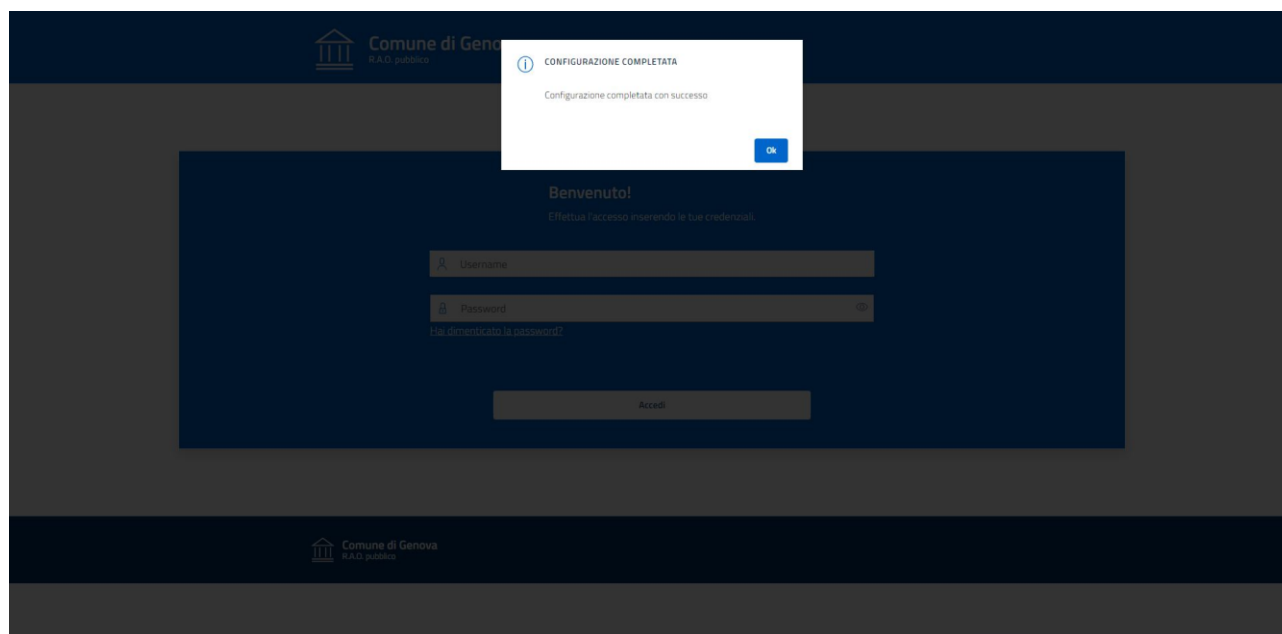 Comune di Geno
R.A.O. pubblico
CONFIGURAZIONE COMPLETATA
Configurazione completata con successo
Ok
Benvenuto!
Effettua l'accesso inserendo le tue credenziali.
Username
Password
Hai dimenticato la password?
Accedi
Comune di Genova
R.A.O. pubblico